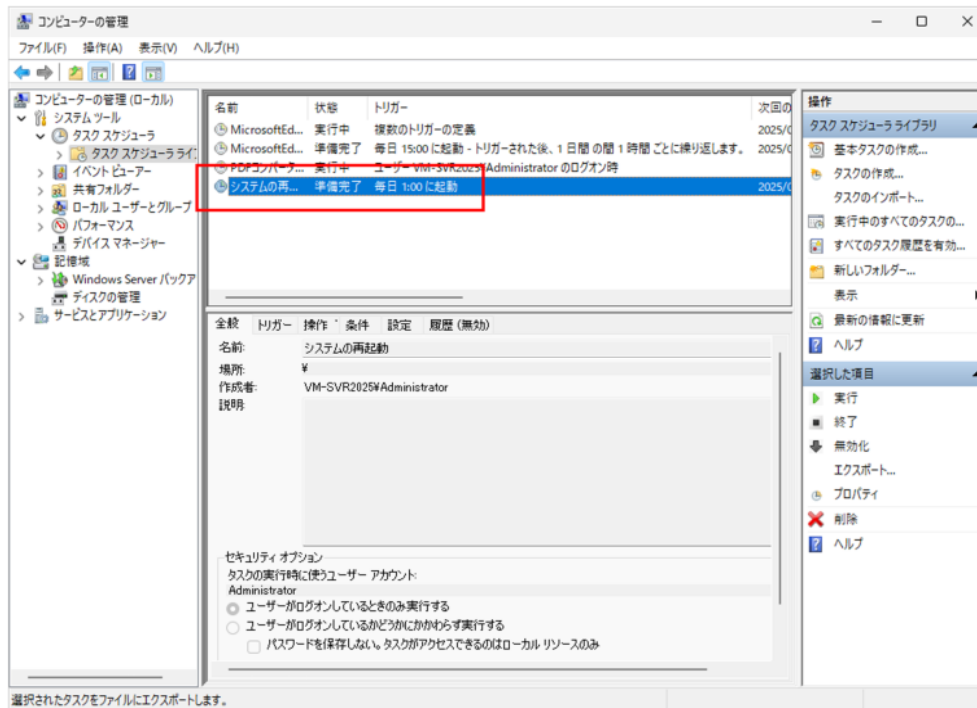 コンピューターの管理
ファイル(F) 操作(A) 表示(V) ヘルプ(H)
コンピューターの管理 (ローカル)
システム ツール
タスク スケジューラ
タスク スケジューラ ライ
イベント ビューアー
共有フォルダー
ローカル ユーザーとグループ
パフォーマンス
デバイス マネージャー
記憶域
Windows Server バックア
ディスクの管理
サービスとアプリケーション
名前 状態 トリガー 次回の
MicrosoftEd... 実行中 複数のトリガーの定義 2025/0
MicrosoftEd... 準備完了 毎日 15:00 に起動 - トリガーされた後、1 日間 の間 1 時間 ごとに繰り返します。 2025/0
PDFコンバータ... 実行中 ユーザー VM-SVR2025¥Administrator のログオン時
システムの再... 準備完了 毎日 1:00 に起動 2025/0
全般 トリガー 操作 条件 設定 履歴 (無効)
名前: システムの再起動
場所: ¥
作成者: VM-SVR2025¥Administrator
説明:
セキュリティ オプション
タスクの実行時に使うユーザー アカウント:
Administrator
ユーザーがログオンしているときのみ実行する
ユーザーがログオンしているかどうかにかかわらず実行する
パスワードを保存しない。タスクがアクセスできるのはローカル リソースのみ
操作
タスク スケジューラ ライブラリ
基本タスクの作成...
タスクの作成...
タスクのインポート...
実行中のすべてのタスクの...
すべてのタスク履歴を有効...
新しいフォルダー...
表示
最新の情報に更新
ヘルプ
選択した項目
実行
終了
無効化
エクスポート...
プロパティ
削除
ヘルプ
選択されたタスクをファイルにエクスポートします。